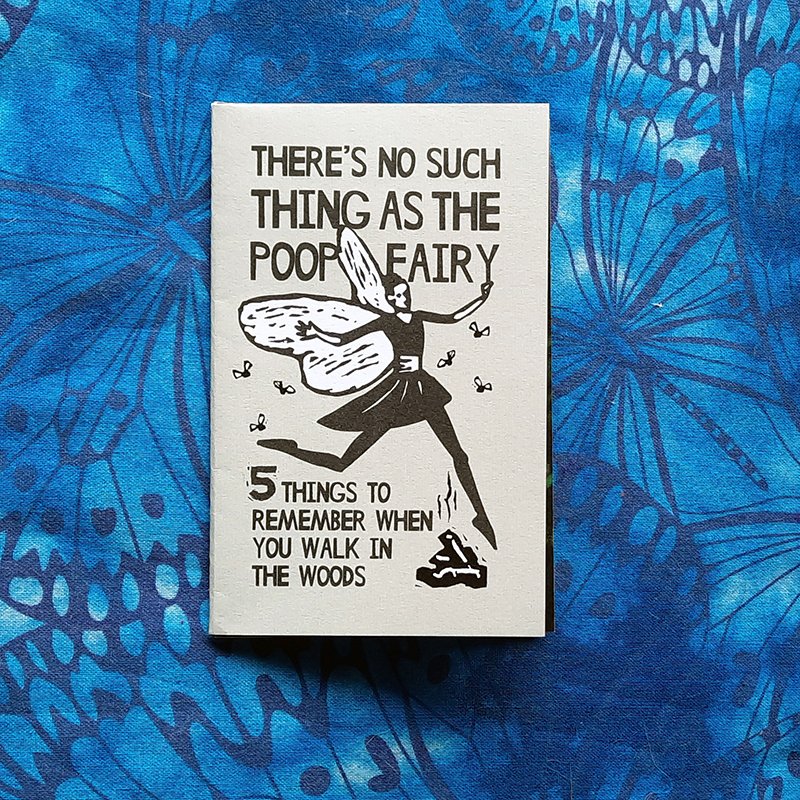 THERE'S NO SUCH
THING AS THE
POOP FAIRY
5 THINGS TO
REMEMBER WHEN
YOU WALK IN
THE WOODS